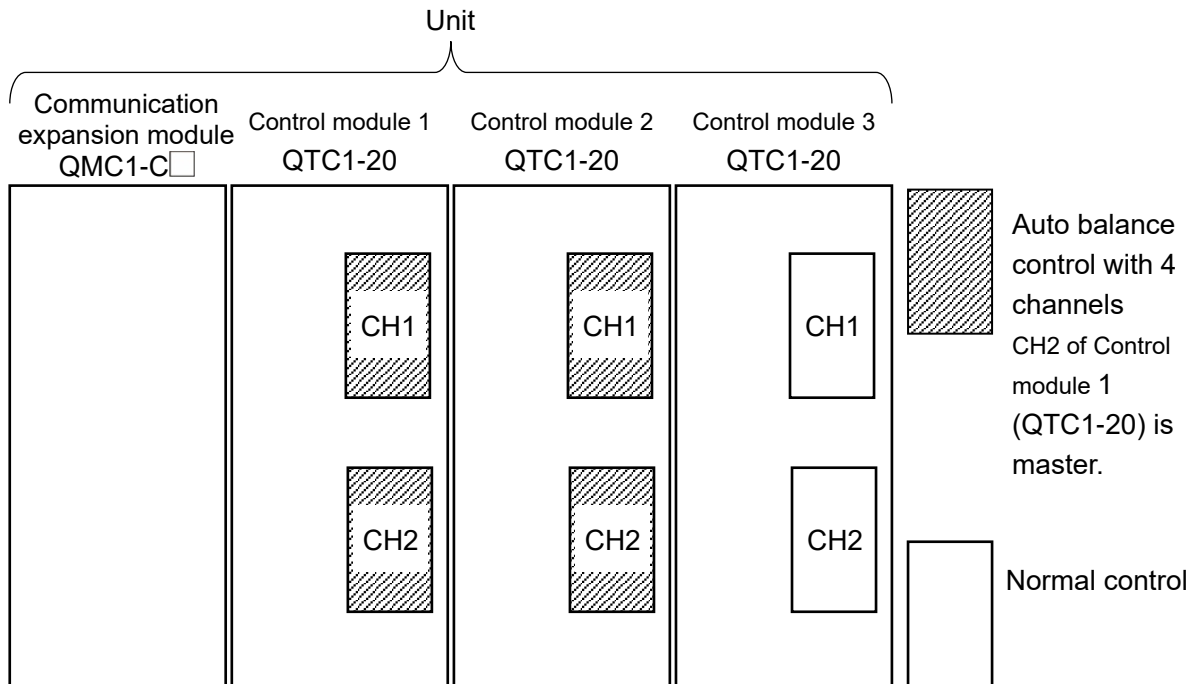 Unit
Communication
expansion module
QMC1-C□
Control module 1
QTC1-20
Control module 2
QTC1-20
Control module 3
QTC1-20
CH1
CH1
CH1
CH2
CH2
CH2
Auto balance
control with 4
channels
CH2 of Control
module 1
(QTC1-20) is
master.
Normal control